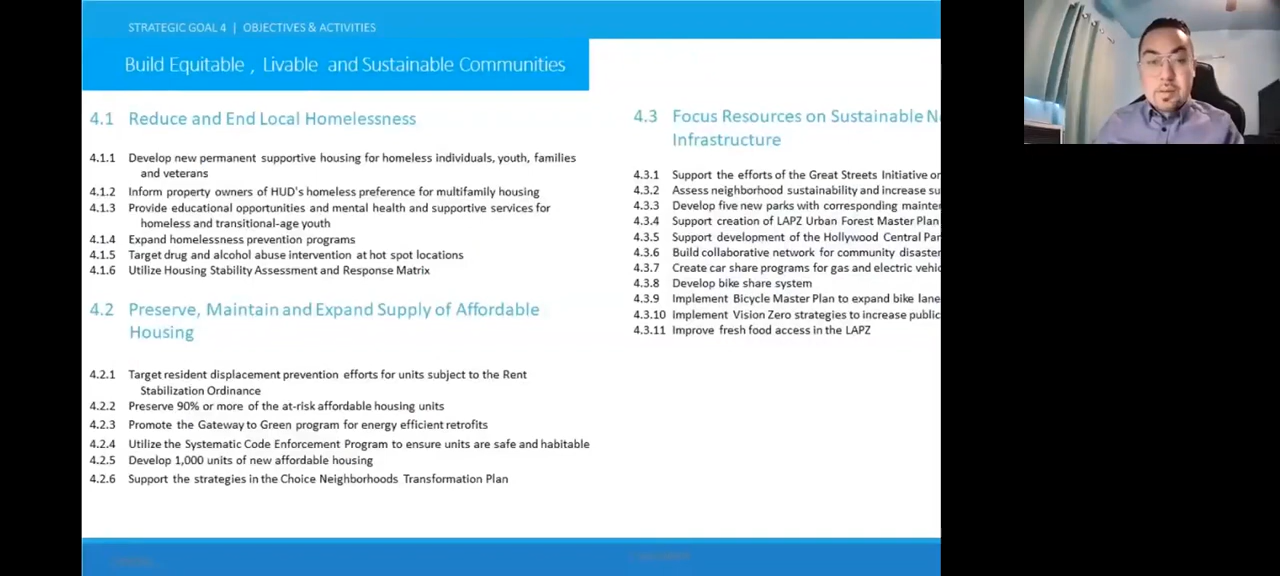 STRATEGIC GOAL 4 | OBJECTIVES & ACTIVITIES
Build Equitable , Livable and Sustainable Communities
4.1 Reduce and End Local Homelessness
4.1.1 Develop new permanent supportive housing for homeless individuals, youth, families
and veterans
4.1.2 Inform property owners of HUD's homeless preference for multifamily housing
4.1.3 Provide educational opportunities and mental health and supportive services for
homeless and transitional-age youth
4.1.4 Expand homelessness prevention programs
4.1.5 Target drug and alcohol abuse intervention at hot spot locations
4.1.6 Utilize Housing Stability Assessment and Response Matrix
4.2 Preserve, Maintain and Expand Supply of Affordable
Housing
4.2.1 Target resident displacement prevention efforts for units subject to the Rent
Stabilization Ordinance
4.2.2 Preserve 90% or more of the at-risk affordable housing units
4.2.3 Promote the Gateway to Green program for energy efficient retrofits
4.2.4 Utilize the Systematic Code Enforcement Program to ensure units are safe and habitable
4.2.5 Develop 1,000 units of new affordable housing
4.2.6 Support the strategies in the Choice Neighborhoods Transformation Plan
4.3 Focus Resources on Sustainable
Infrastructure
4.3.1 Support the efforts of the Great Streets Initiative
4.3.2 Assess neighborhood sustainability and increase
4.3.3 Develop five new parks with corresponding
4.3.4 Support creation of LAPZ Urban Forest Master Plan
4.3.5 Support development of the Hollywood Central
4.3.6 Build collaborative network for community disaster
4.3.7 Create car share programs for gas and electric
4.3.8 Develop bike share system
4.3.9 Implement Bicycle Master Plan to expand bike
4.3.10 Implement Vision Zero strategies to increase public
4.3.11 Improve fresh food access in the LAPZ